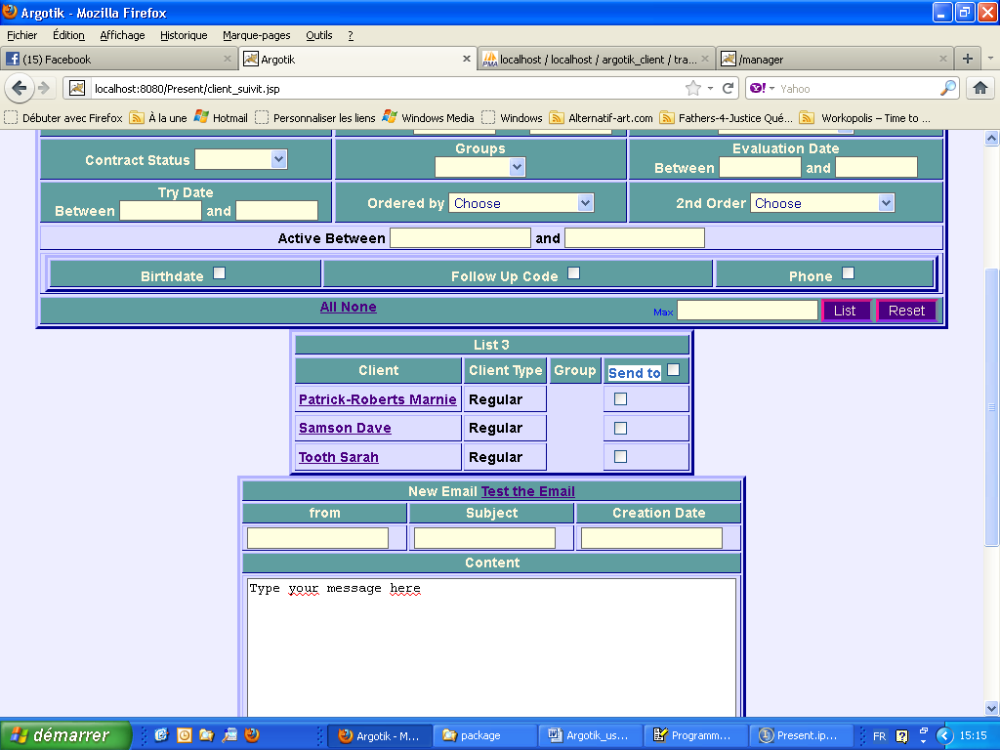 Argotik - Mozilla Firefox
Fichier Édition Affichage Historique Marque-pages Outils ?
(15) Facebook Argotik localhost / localhost / argotik_client / tra... /manager
localhost:8080/Present/client_suivit.jsp Yahoo
Débuter avec Firefox À la une Hotmail Personnaliser les liens Windows Media Windows Alternatif-art.com Fathers-4-Justice Qué... Workopolis – Time to ...
Contract Status Groups Evaluation Date
Between and
Try Date
Between and Ordered by Choose 2nd Order Choose
Active Between and
Birthdate Follow Up Code Phone
All None Max List Reset
List 3
Client Client Type Group Send to
Patrick-Roberts Marnie Regular
Samson Dave Regular
Tooth Sarah Regular
New Email Test the Email
from Subject Creation Date
Content
Type your message here
démarrer Argotik - M... package Argotik_us... Programm... Present.ip... FR 15:15